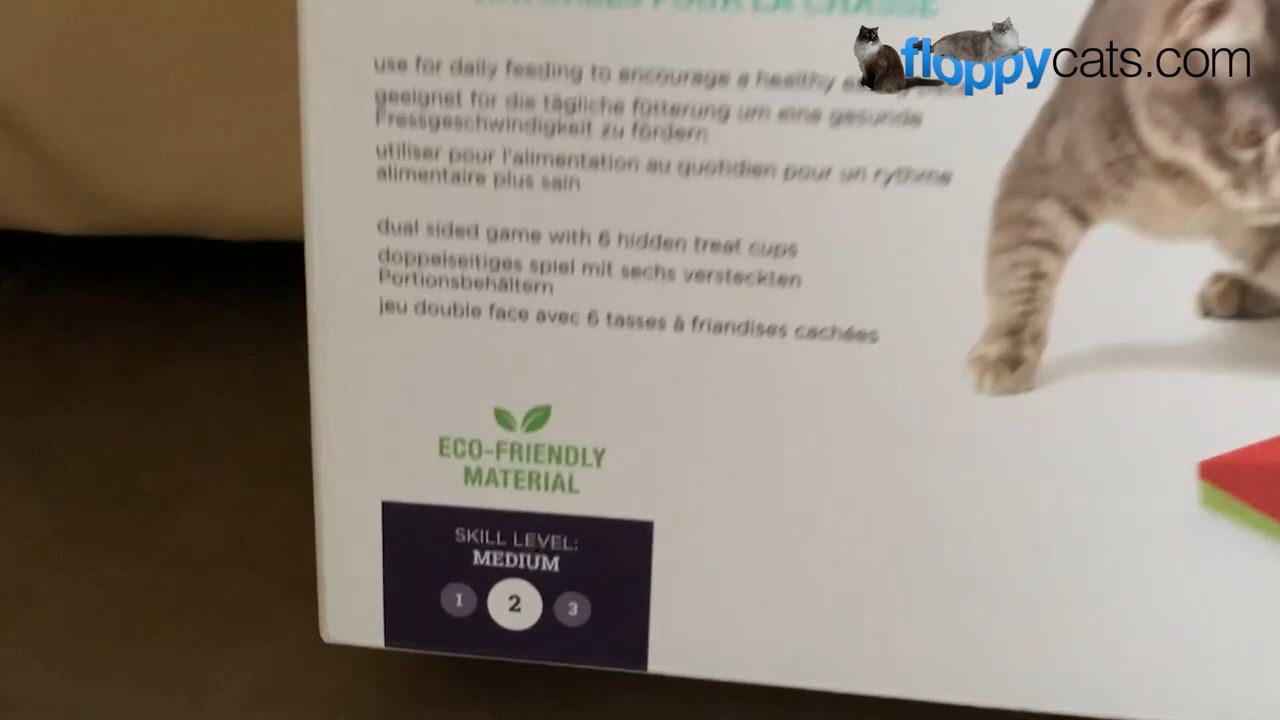 POUR LA CHASSE
floppycats.com
use for daily feeding to encourage a healthy
geeignet für die tägliche fütterung um eine gesunde
Fressgeschwindigkeit zu fördern
utiliser pour l'alimentation au quotidien pour un rythme
alimentaire plus sain
dual sided game with 6 hidden treat cups
doppelseitiges spiel mit sechs versteckten
Portionsbehältern
jeu double face avec 6 tasses à friandises cachées
ECO-FRIENDLY
MATERIAL
SKILL LEVEL:
MEDIUM
1 2 3